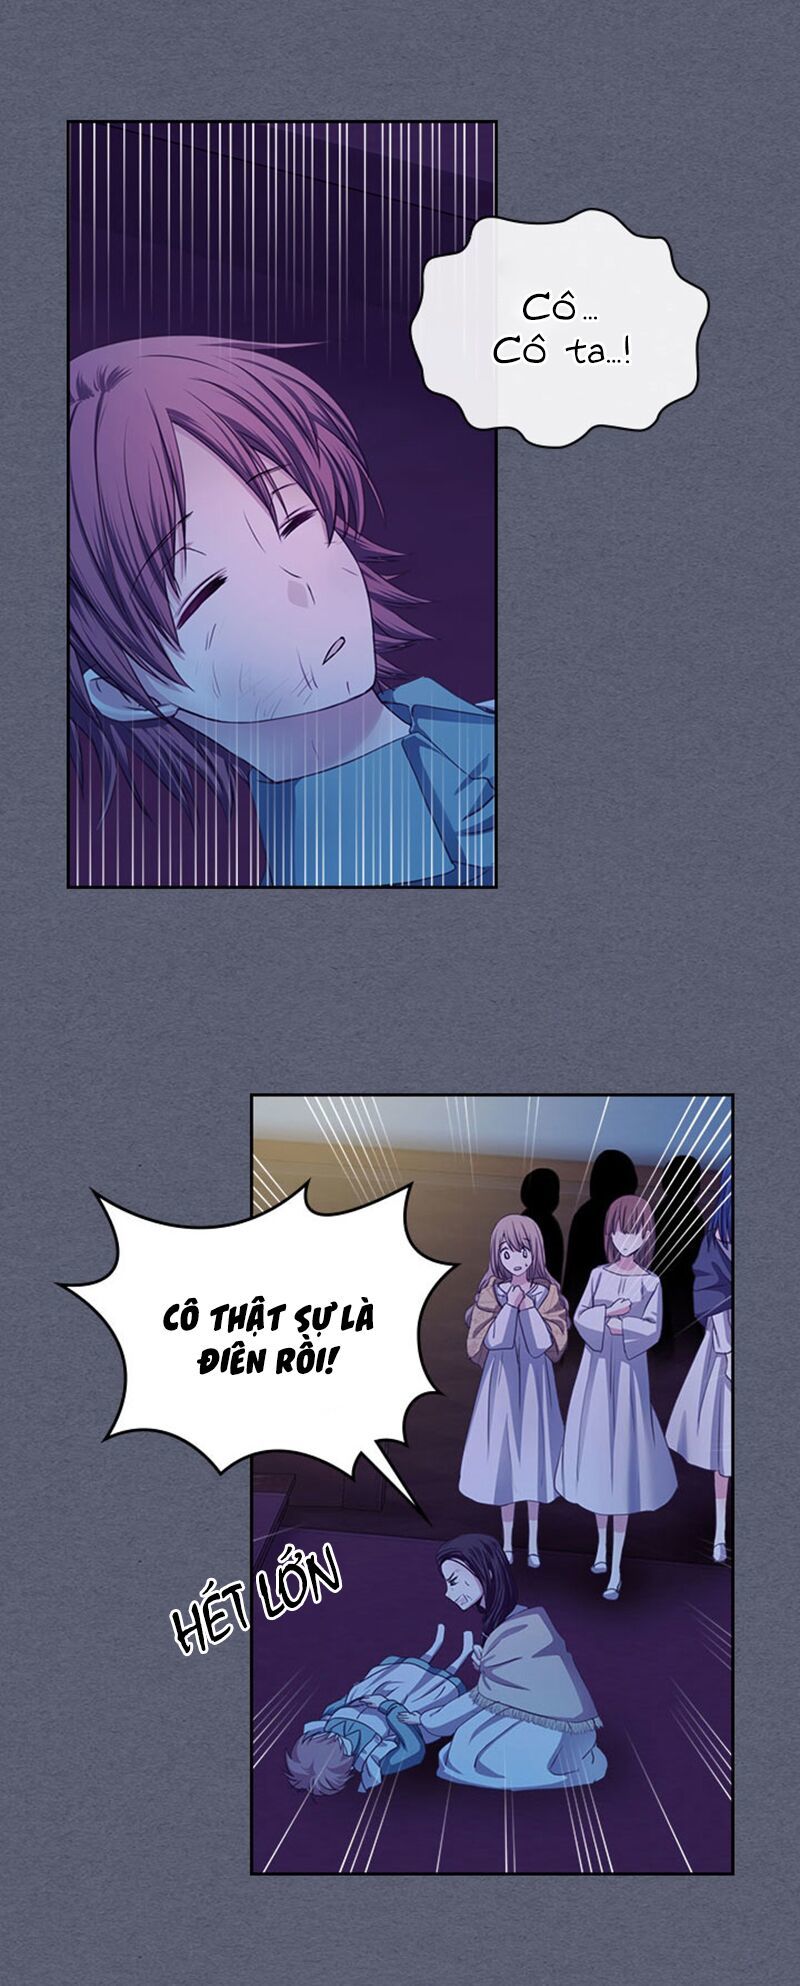 Cô...
Cô ta...!
CÔ THẬT SỰ LÀ
ĐIÊN RỒI!
HÉT LỚN